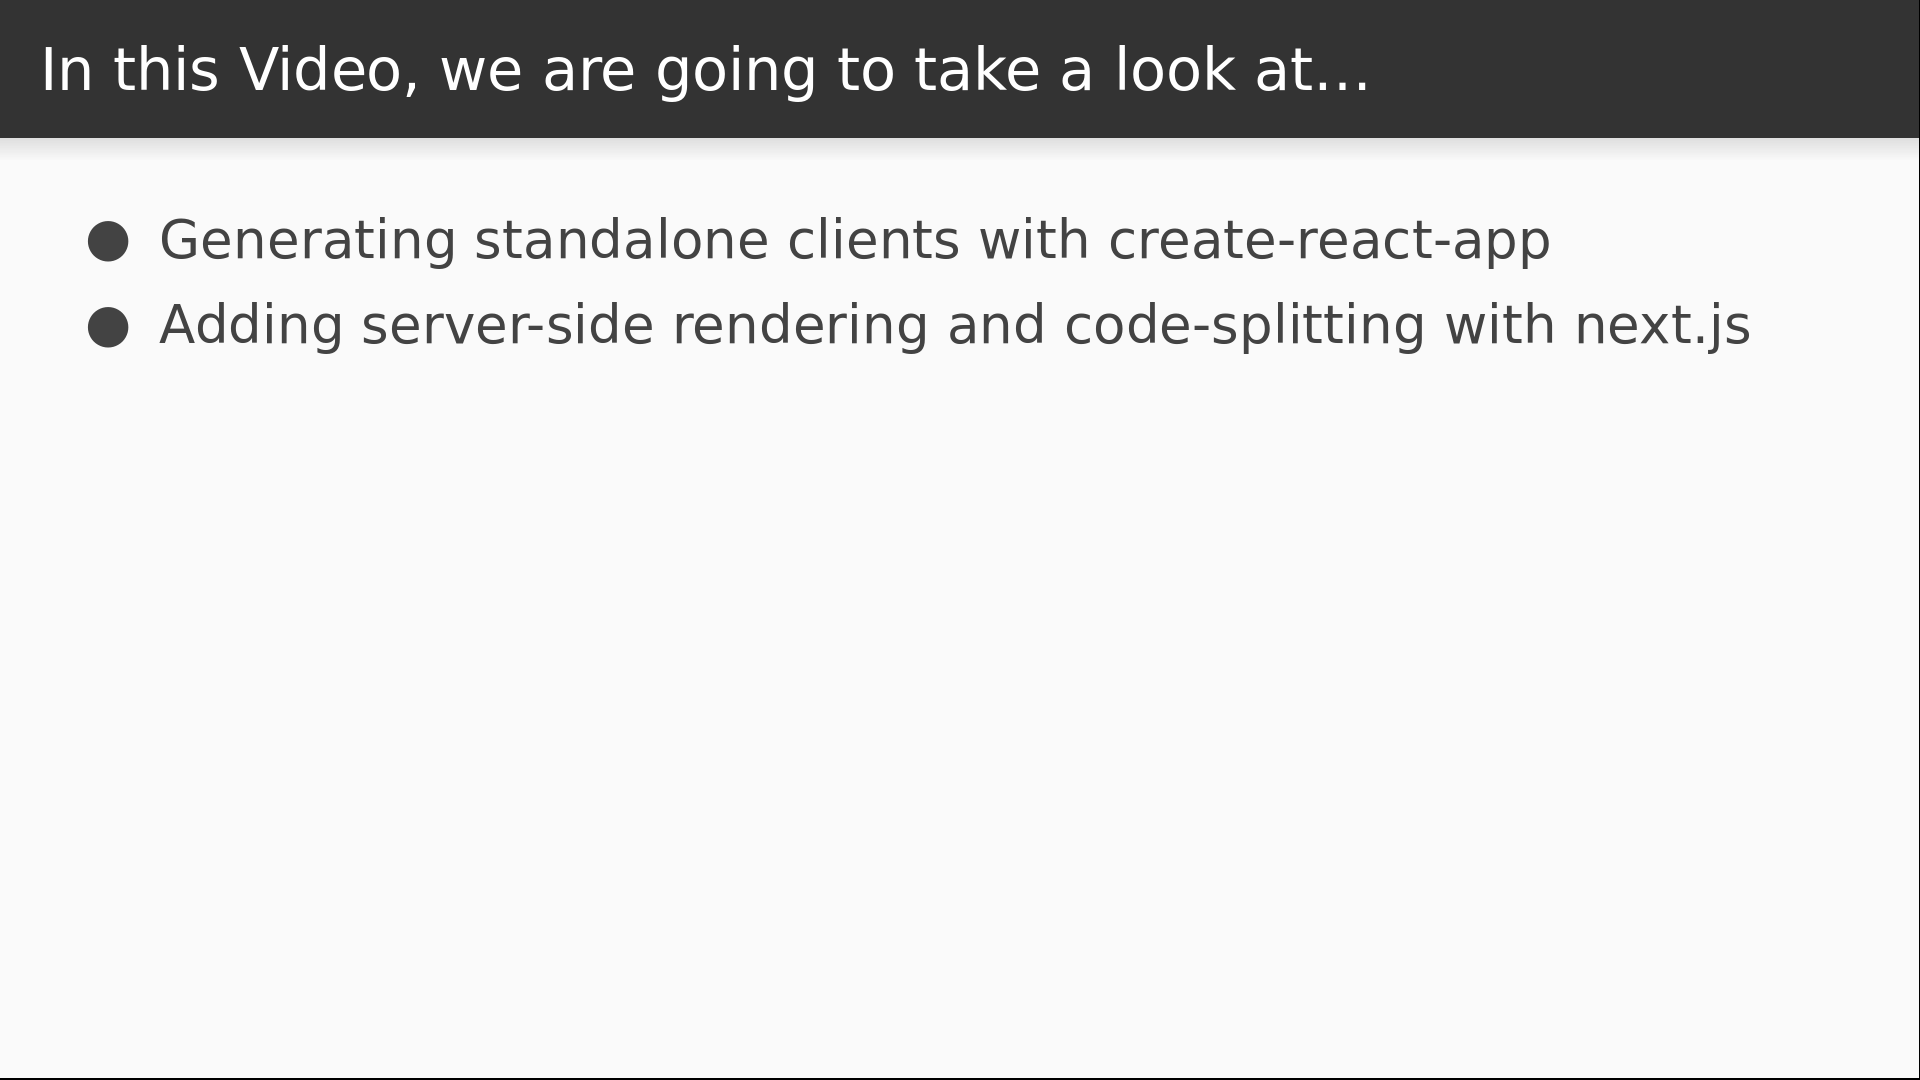 In this Video, we are going to take a look at…
● Generating standalone clients with create-react-app
● Adding server-side rendering and code-splitting with next.js